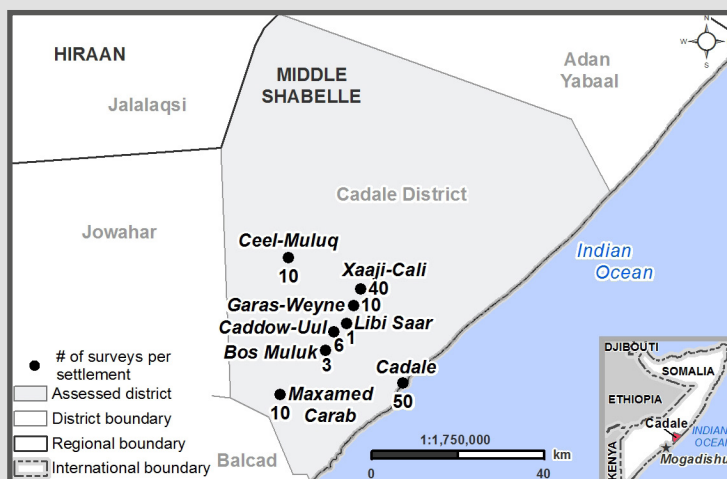 HIRAAN
MIDDLE
SHABELLE
Adan
Yabaal
N
W
E
S
Jalalaqsi
Cadale District
Jowhar
Indian
Ocean
Ceel-Muluq
10
Xaaji-Cali
40
Garas-Weyne
10
Libi Saar
1
Caddow-Uul
6
Bos Muluk
3
Cadale
50
Maxamed
Carab
10
Balcad
# of surveys per
settlement
Assessed district
District boundary
Regional boundary
International boundary
1:1,750,000
km
0
40
DJIBOUTI
SOMALIA
ETHIOPIA
Cadale
INDIAN
OCEAN
KENYA
Mogadishu